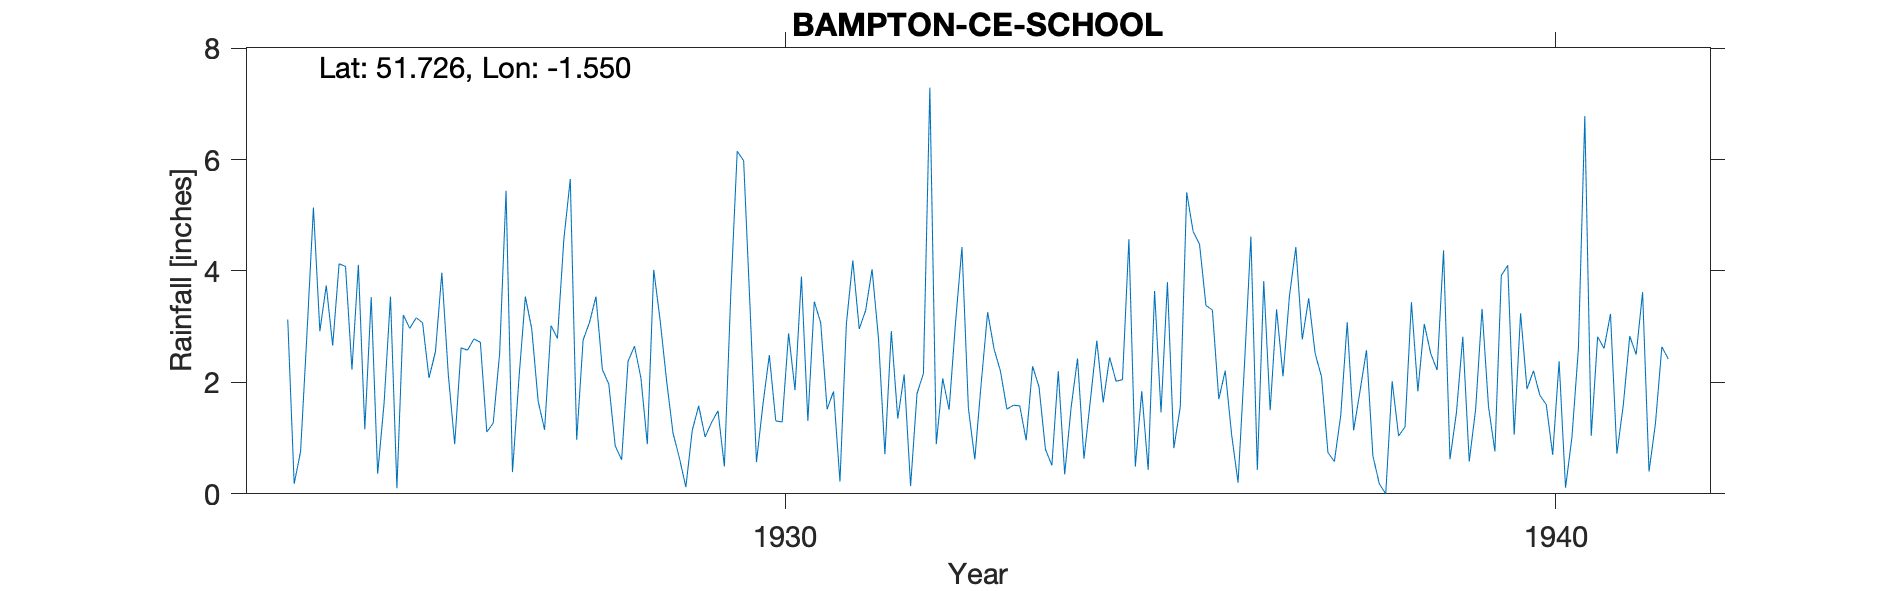 BAMPTON-CE-SCHOOL
Lat: 51.726, Lon: -1.550
8
6
4
2
0
Rainfall [inches]
1930
1940
Year